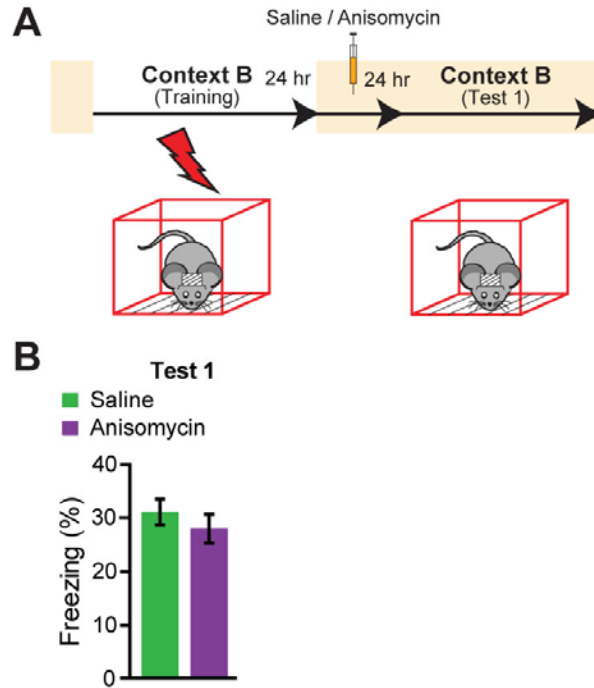 A
Saline / Anisomycin
Context B 24 hr 24 hr Context B
(Training) (Test 1)
B
Test 1
Saline
Anisomycin
Freezing (%)
40
30
20
10
0